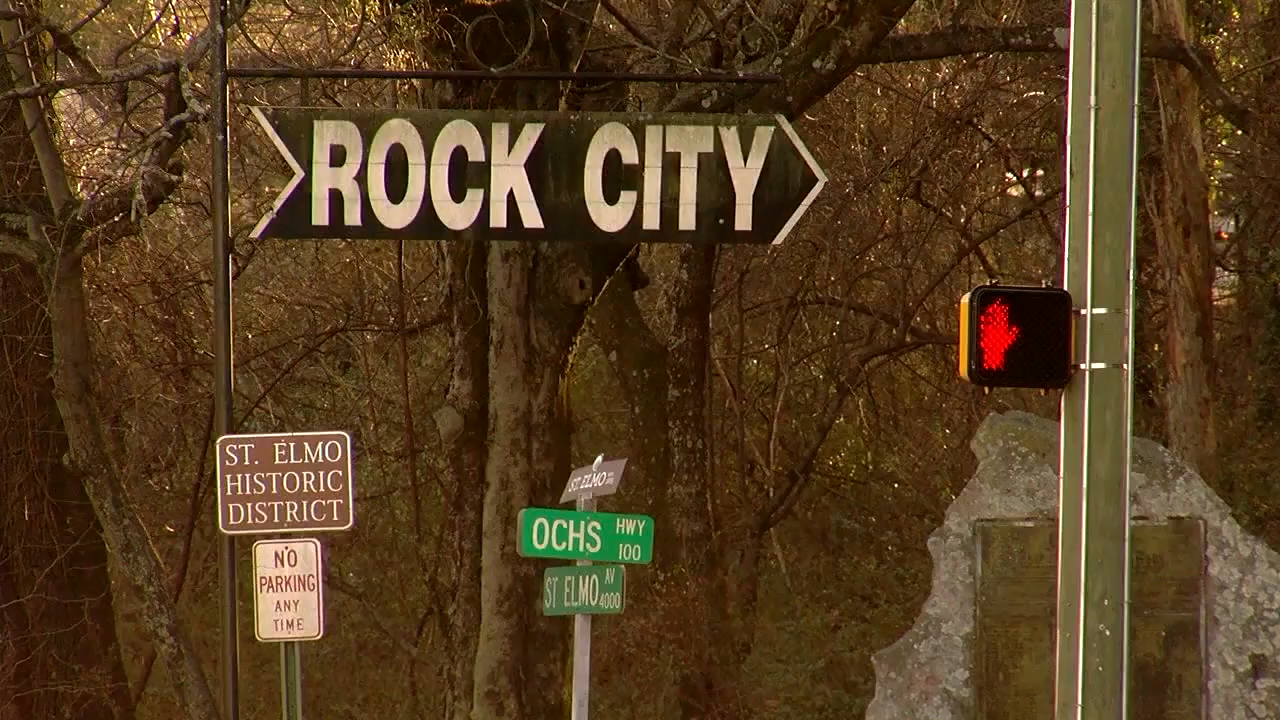 ROCK CITY
ST. ELMO
HISTORIC
DISTRICT
NO
PARKING
ANY
TIME
ST. ELMO
OCHS HWY
100
ST ELMO AV
4000